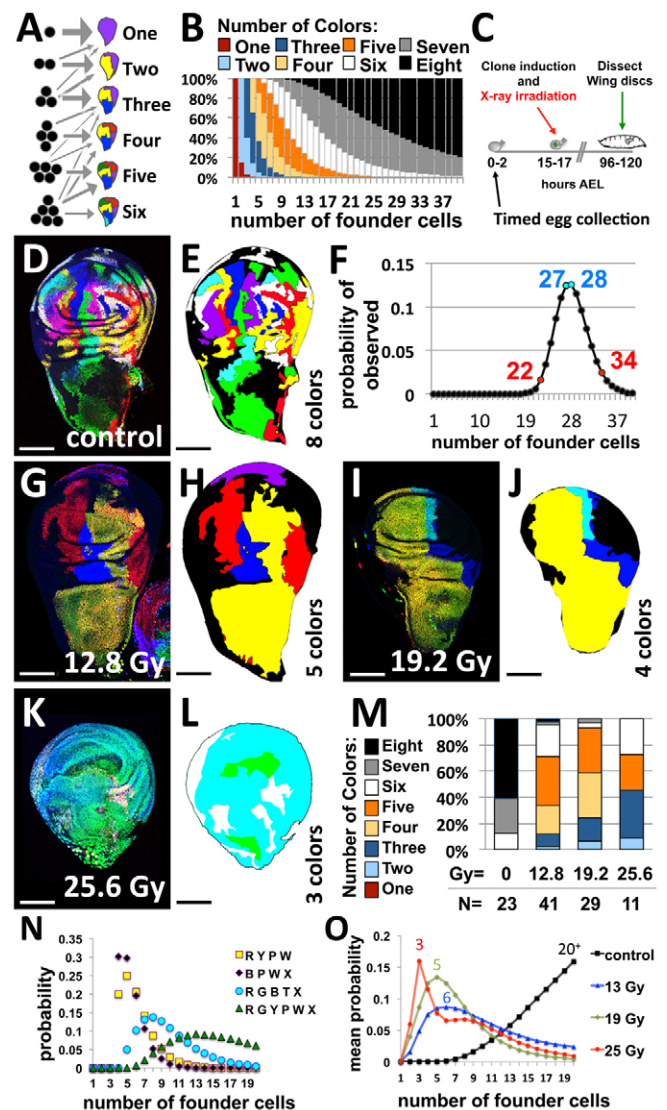 A
One
Two
Three
Four
Five
Six
B
Number of Colors:
One Three Five Seven
Two Four Six Eight
100%
80%
60%
40%
20%
0%
1 5 9 13 17 21 25 29 33 37
number of founder cells
C
Clone induction
and
X-ray irradiation
Dissect
Wing discs
0-2 15-17 96-120
hours AEL
Timed egg collection
D
control
E
8 colors
F
probability of
observed
0.15
0.1
0.05
0
27 28
22
34
1 10 19 28 37
number of founder cells
G
12.8 Gy
H
5 colors
I
19.2 Gy
J
4 colors
K
25.6 Gy
L
3 colors
M
Number of Colors:
Eight
Seven
Six
Five
Four
Three
Two
One
100%
80%
60%
40%
20%
0%
Gy= 0 12.8 19.2 25.6
N= 23 41 29 11
N
probability
0.35
0.3
0.25
0.2
0.15
0.1
0.05
0
RYPW
BPWX
RGBTX
RGYPWX
1 3 5 7 9 11 13 15 17 19
number of founder cells
O
mean probability
0.2
0.15
0.1
0.05
0
3
5
6
20+
control
13 Gy
19 Gy
25 Gy
1 3 5 7 9 11 13 15 17 19
number of founder cells